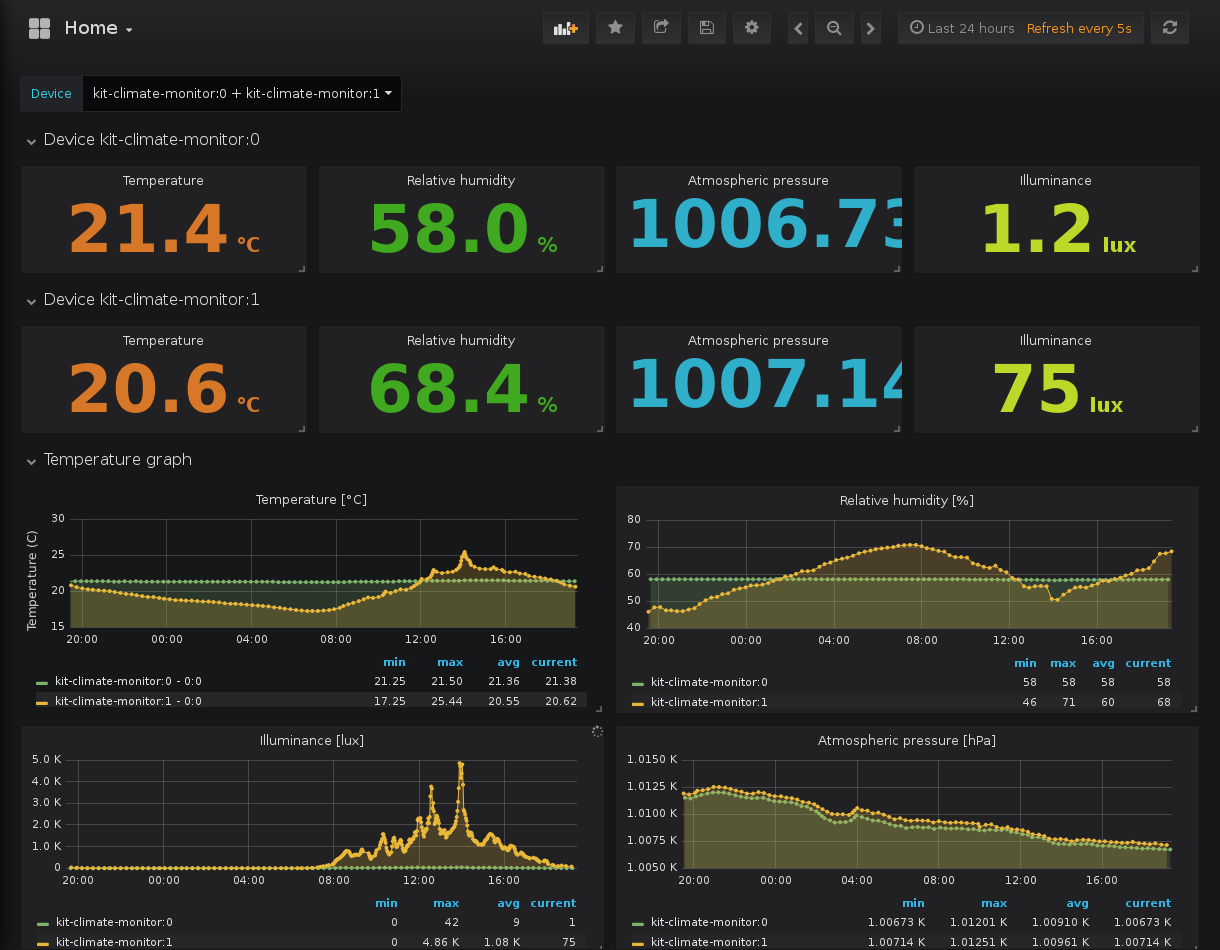 Home
Last 24 hours Refresh every 5s
Device kit-climate-monitor:0 + kit-climate-monitor:1
Device kit-climate-monitor:0
Temperature Relative humidity Atmospheric pressure Illuminance
21.4 °C 58.0 % 1006.73 1.2 lux
Device kit-climate-monitor:1
Temperature Relative humidity Atmospheric pressure Illuminance
20.6 °C 68.4 % 1007.14 75 lux
Temperature graph
Temperature [°C]
Temperature (C)
30
25
20
15
20:00 00:00 04:00 08:00 12:00 16:00
min max avg current
kit-climate-monitor:0 - 0:0 21.25 21.50 21.36 21.38
kit-climate-monitor:1 - 0:0 17.25 25.44 20.55 20.62
Relative humidity [%]
80
70
60
50
40
20:00 00:00 04:00 08:00 12:00 16:00
min max avg current
kit-climate-monitor:0 58 58 58 58
kit-climate-monitor:1 46 71 60 68
Illuminance [lux]
5.0 K
4.0 K
3.0 K
2.0 K
1.0 K
0
20:00 00:00 04:00 08:00 12:00 16:00
min max avg current
kit-climate-monitor:0 0 42 9 1
kit-climate-monitor:1 0 4.86 K 1.08 K 75
Atmospheric pressure [hPa]
1.0150 K
1.0125 K
1.0100 K
1.0075 K
1.0050 K
20:00 00:00 04:00 08:00 12:00 16:00
min max avg current
kit-climate-monitor:0 1.00673 K 1.01201 K 1.00910 K 1.00673 K
kit-climate-monitor:1 1.00714 K 1.01251 K 1.00961 K 1.00714 K